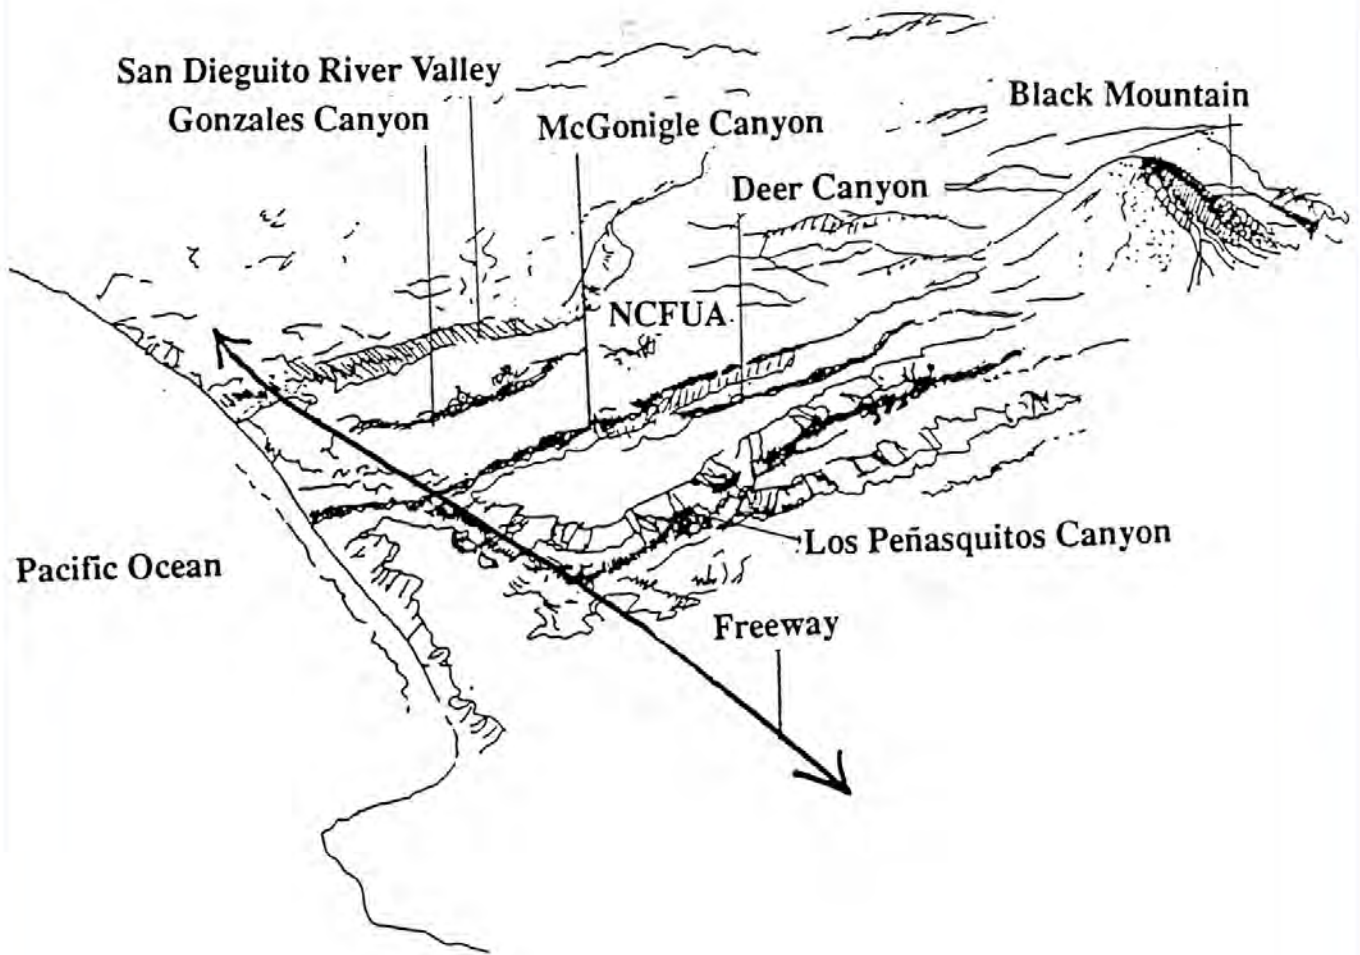 San Dieguito River Valley
Gonzales Canyon
McGonigle Canyon
Black Mountain
Deer Canyon
NCFUA
Los Peñasquitos Canyon
Pacific Ocean
Freeway